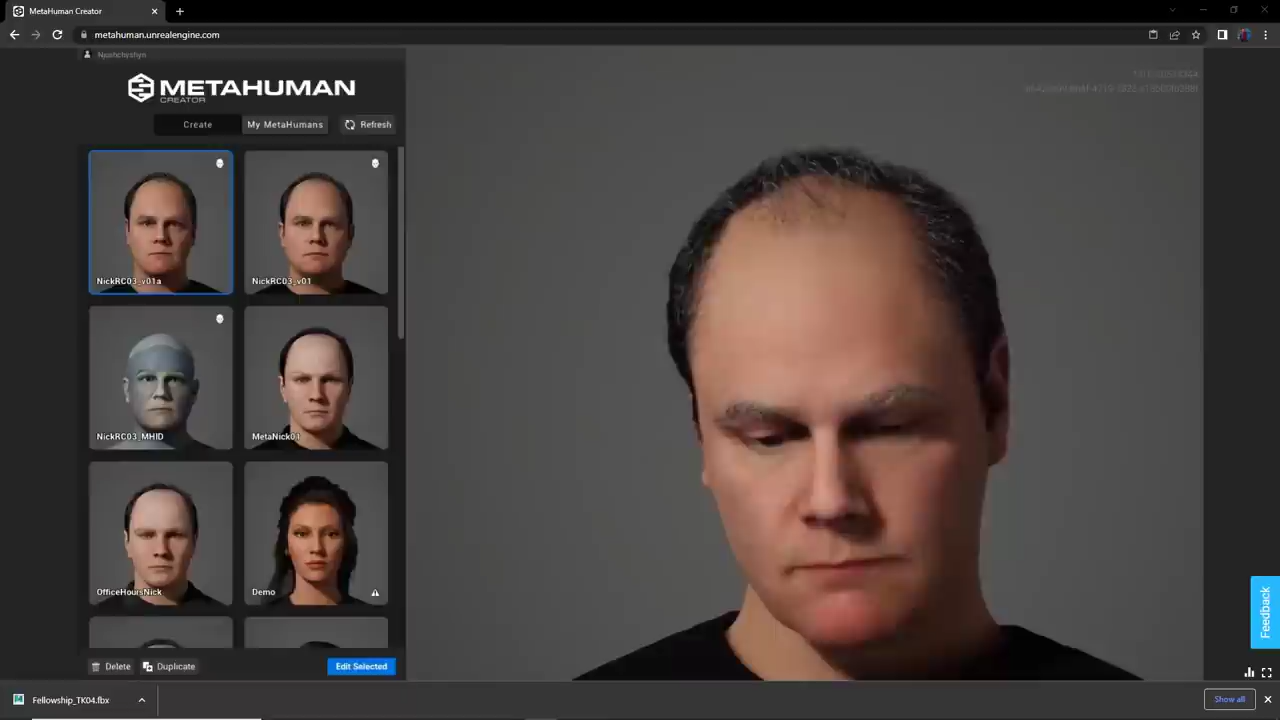 MetaHuman Creator
metahuman.unrealengine.com
METAHUMAN
CREATOR
Create
My MetaHumans
Refresh
NickRC03_v01a
NickRC03_v01
NickRC03_MHID
MetaNick01
OfficeHoursNick
Demo
Delete
Duplicate
Edit Selected
Feedback
Fellowship_TK04.fbx
Show all